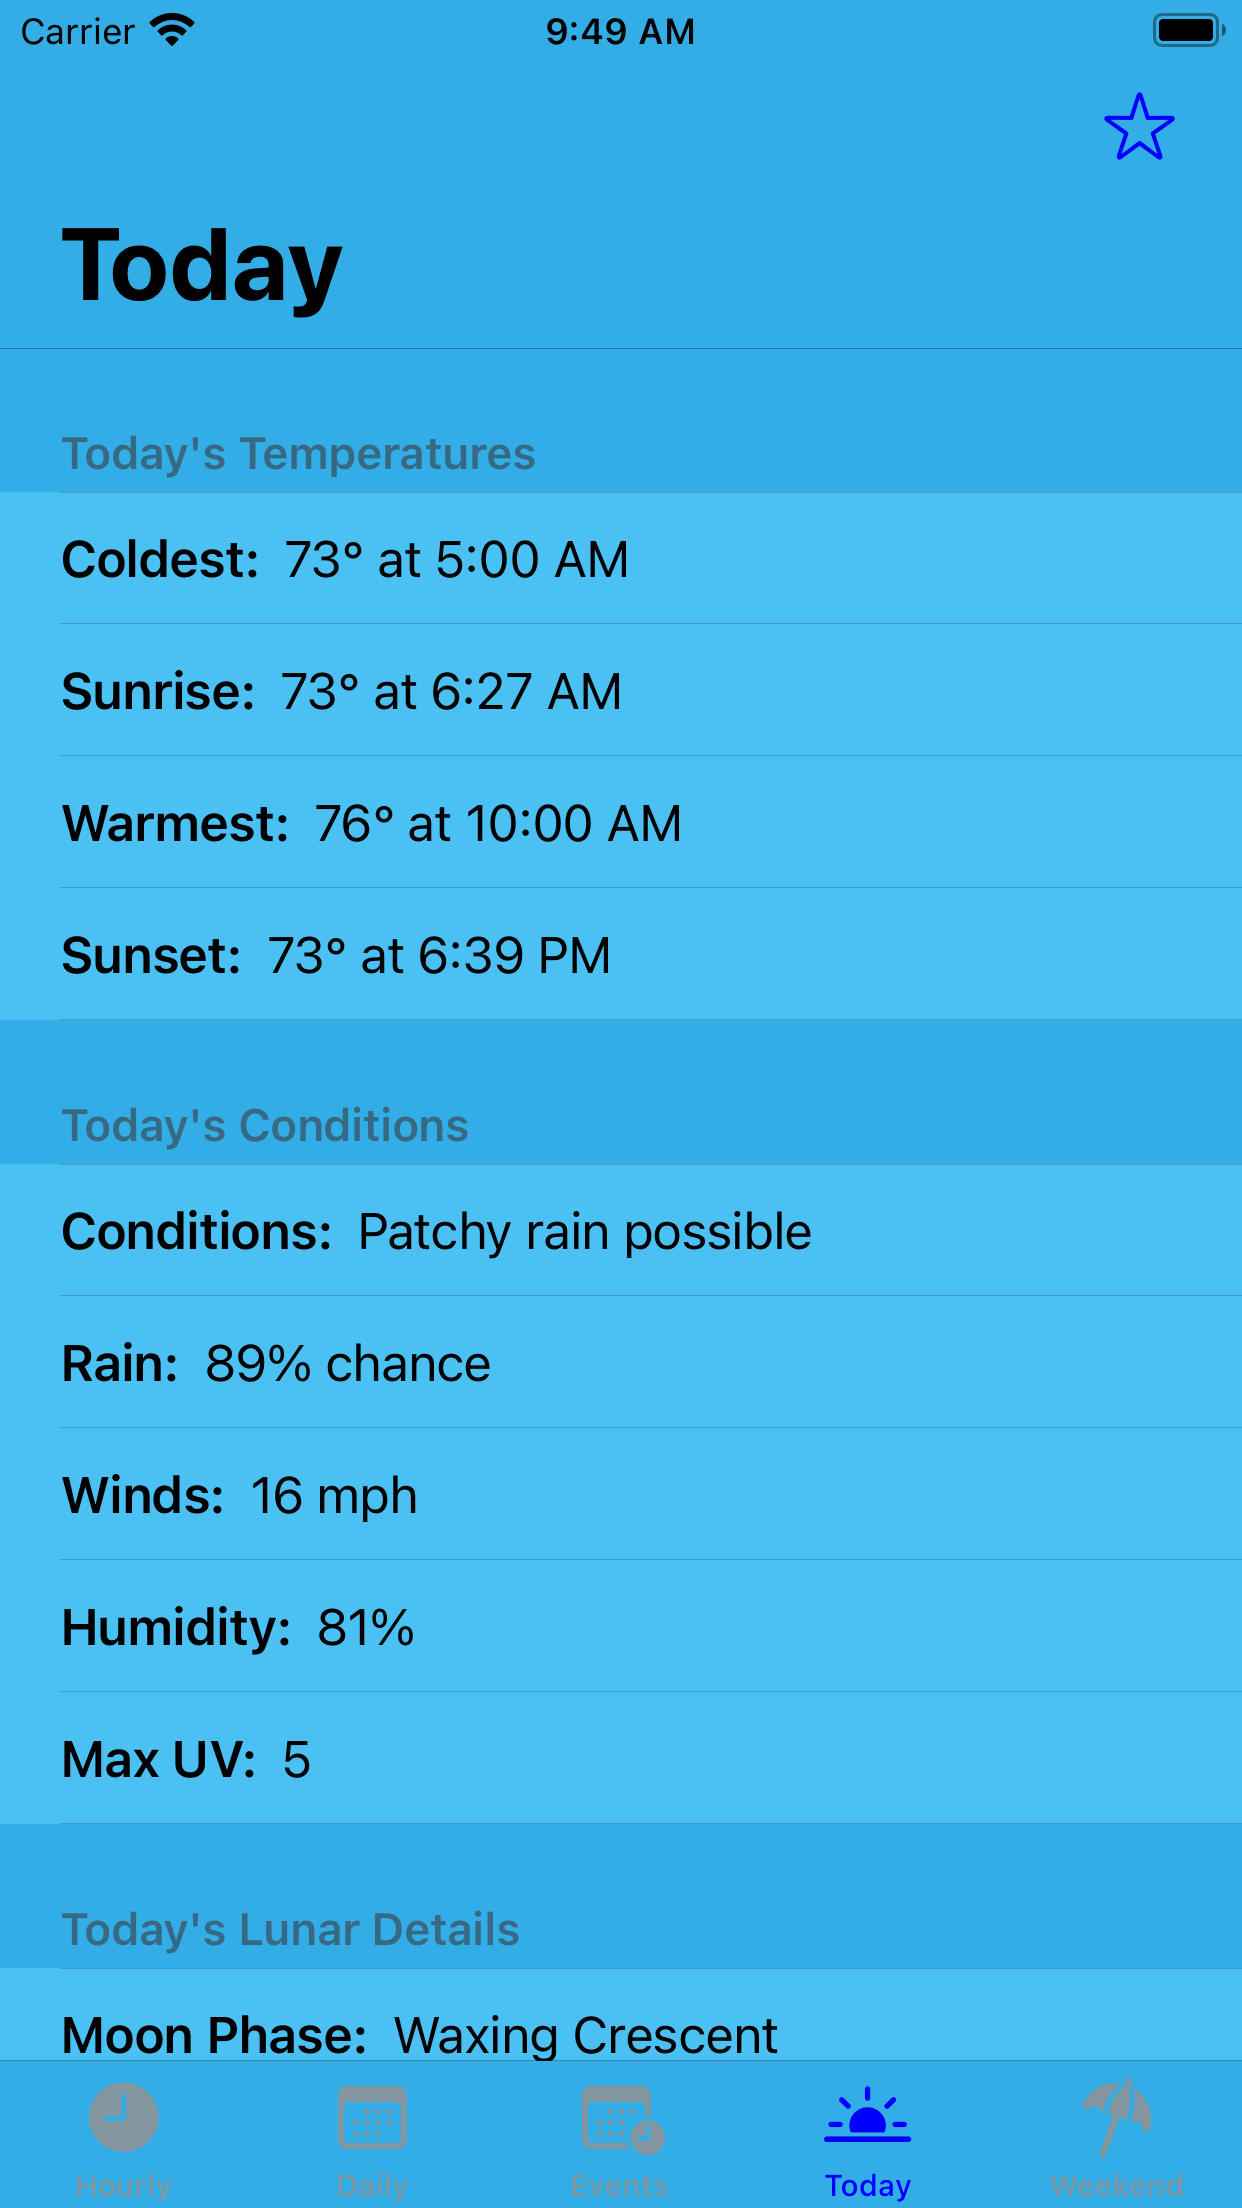 Carrier 9:49 AM
Today
Today's Temperatures
Coldest: 73° at 5:00 AM
Sunrise: 73° at 6:27 AM
Warmest: 76° at 10:00 AM
Sunset: 73° at 6:39 PM
Today's Conditions
Conditions: Patchy rain possible
Rain: 89% chance
Winds: 16 mph
Humidity: 81%
Max UV: 5
Today's Lunar Details
Moon Phase: Waxing Crescent
Hourly Daily Events Today Weekend